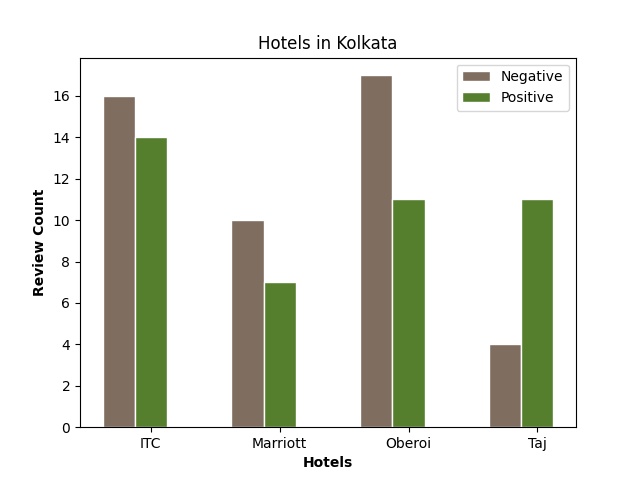 Hotels in Kolkata
Negative
Positive
16
14
12
10
8
6
4
2
0
Review Count
ITC
Marriott
Oberoi
Taj
Hotels